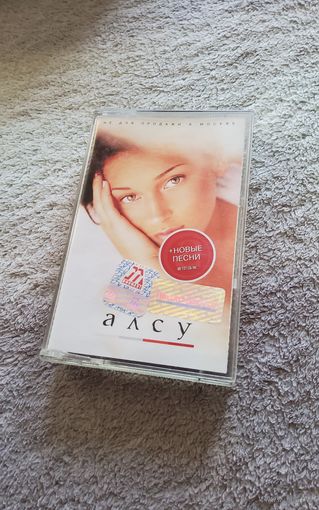 НЕ ДЛЯ ПРОДАЖИ В МОСКВЕ
+НОВЫЕ
ПЕСНИ
алсу